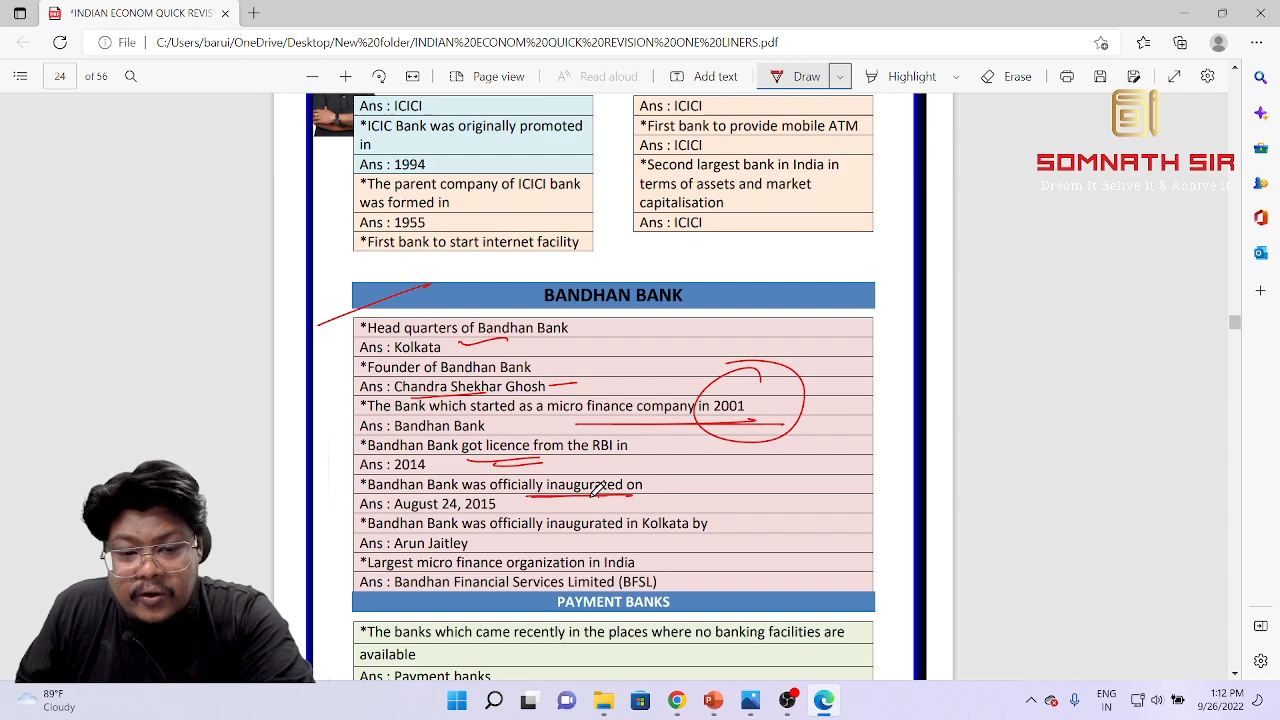 *INDIAN ECONOM QUICK REVIS
File
C:/Users/barui/OneDrive/Desktop/New%20folder/INDIAN%20ECONOM%20QUICK%20REVISION%20ONE%20LINERS.pdf
24 of 56
Page view
Read aloud
Add text
Draw
Highlight
Erase
SOMNATH SIR
Dream It Belive It & Achive It
Ans : ICICI
*ICIC Bank was originally promoted
in
Ans : 1994
*The parent company of ICICI bank
was formed in
Ans : 1955
*First bank to start internet facility
Ans : ICICI
*First bank to provide mobile ATM
Ans : ICICI
*Second largest bank in India in
terms of assets and market
capitalisation
Ans : ICICI
BANDHAN BANK
*Head quarters of Bandhan Bank
Ans : Kolkata
*Founder of Bandhan Bank
Ans : Chandra Shekhar Ghosh
*The Bank which started as a micro finance company in 2001
Ans : Bandhan Bank
*Bandhan Bank got licence from the RBI in
Ans : 2014
*Bandhan Bank was officially inaugurated on
Ans : August 24, 2015
*Bandhan Bank was officially inaugurated in Kolkata by
Ans : Arun Jaitley
*Largest micro finance organization in India
Ans : Bandhan Financial Services Limited (BFSL)
PAYMENT BANKS
*The banks which came recently in the places where no banking facilities are
available
Ans : Payment banks
89°F
Cloudy
ENG
IN
1:12 PM
9/26/2022